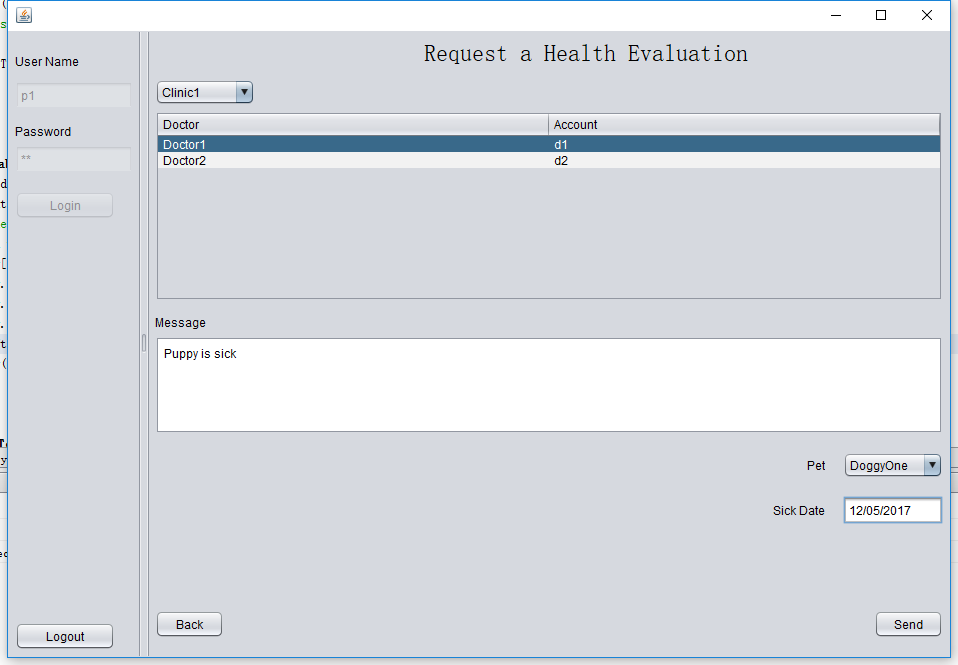 Request a Health Evaluation
User Name
p1
Password
**
Login
Logout
Clinic1
Doctor Account
Doctor1 d1
Doctor2 d2
Message
Puppy is sick
Pet DoggyOne
Sick Date 12/05/2017
Back Send